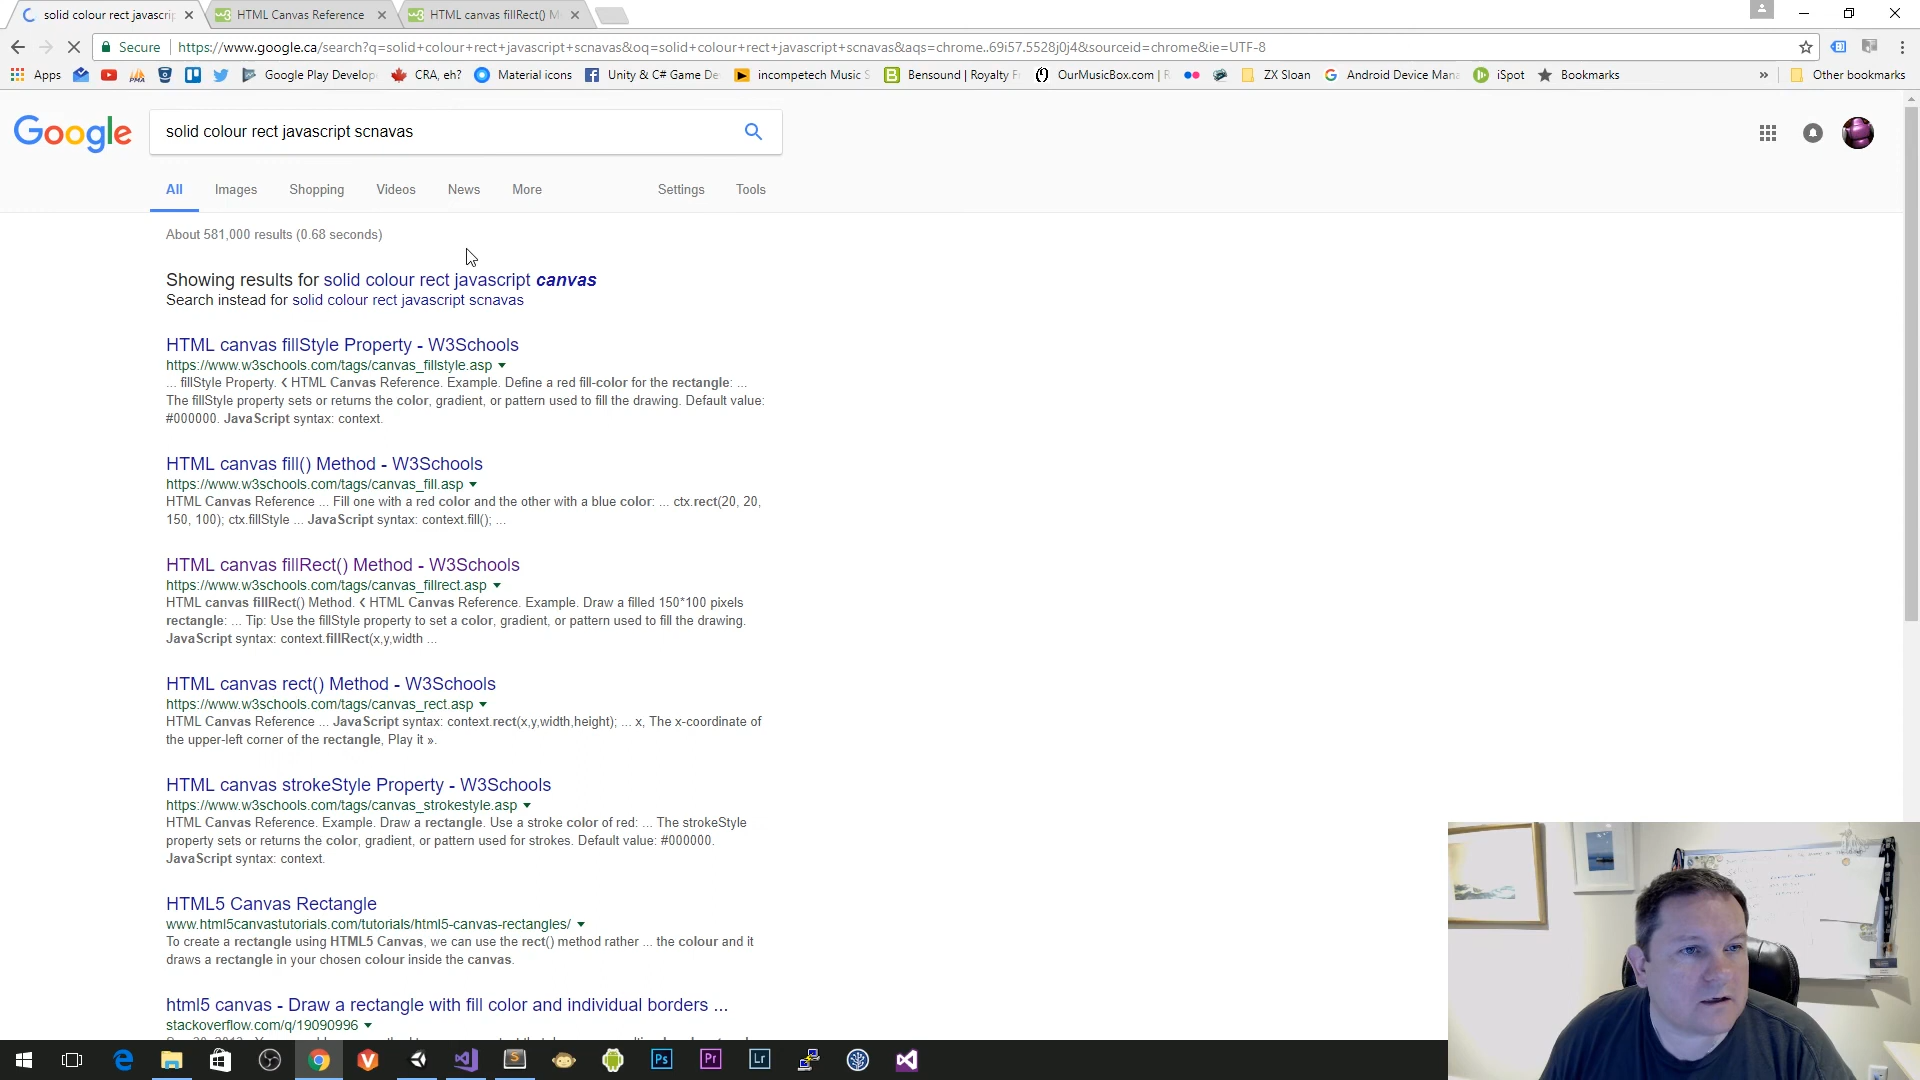 solid colour rect javascrip
HTML Canvas Reference
HTML canvas fillRect() M
Secure
https://www.google.ca/search?q=solid+colour+rect+javascript+scnavas&oq=solid+colour+rect+javascript+scnavas&aqs=chrome..69i57.5528j0j4&sourceid=chrome&ie=UTF-8
Apps
Google Play Develop
CRA, eh?
Material icons
Unity & C# Game De
incompetech Music S
Bensound | Royalty F
OurMusicBox.com | R
ZX Sloan
Android Device Mana
iSpot
Bookmarks
» Other bookmarks
Google
solid colour rect javascript scnavas
All Images Shopping Videos News More Settings Tools
About 581,000 results (0.68 seconds)
Showing results for solid colour rect javascript canvas
Search instead for solid colour rect javascript scnavas
HTML canvas fillStyle Property - W3Schools
https://www.w3schools.com/tags/canvas_fillstyle.asp
... fillStyle Property. ❮ HTML Canvas Reference. Example. Define a red fill-color for the rectangle: ...
The fillStyle property sets or returns the color, gradient, or pattern used to fill the drawing. Default value:
#000000. JavaScript syntax: context.
HTML canvas fill() Method - W3Schools
https://www.w3schools.com/tags/canvas_fill.asp
HTML Canvas Reference ... Fill one with a red color and the other with a blue color: ... ctx.rect(20, 20,
150, 100); ctx.fillStyle ... JavaScript syntax: context.fill(); ...
HTML canvas fillRect() Method - W3Schools
https://www.w3schools.com/tags/canvas_fillrect.asp
HTML canvas fillRect() Method. ❮ HTML Canvas Reference. Example. Draw a filled 150*100 pixels
rectangle: ... Tip: Use the fillStyle property to set a color, gradient, or pattern used to fill the drawing.
JavaScript syntax: context.fillRect(x,y,width ...
HTML canvas rect() Method - W3Schools
https://www.w3schools.com/tags/canvas_rect.asp
HTML Canvas Reference ... JavaScript syntax: context.rect(x,y,width,height); ... x, The x-coordinate of
the upper-left corner of the rectangle, Play it ».
HTML canvas strokeStyle Property - W3Schools
https://www.w3schools.com/tags/canvas_strokestyle.asp
HTML Canvas Reference. Example. Draw a rectangle. Use a stroke color of red: ... The strokeStyle
property sets or returns the color, gradient, or pattern used for strokes. Default value: #000000.
JavaScript syntax: context.
HTML5 Canvas Rectangle
www.html5canvastutorials.com/tutorials/html5-canvas-rectangles/
To create a rectangle using HTML5 Canvas, we can use the rect() method rather ... the colour and it
draws a rectangle in your chosen colour inside the canvas.
html5 canvas - Draw a rectangle with fill color and individual borders ...
stackoverflow.com/q/19090996
Ps Pr Lr